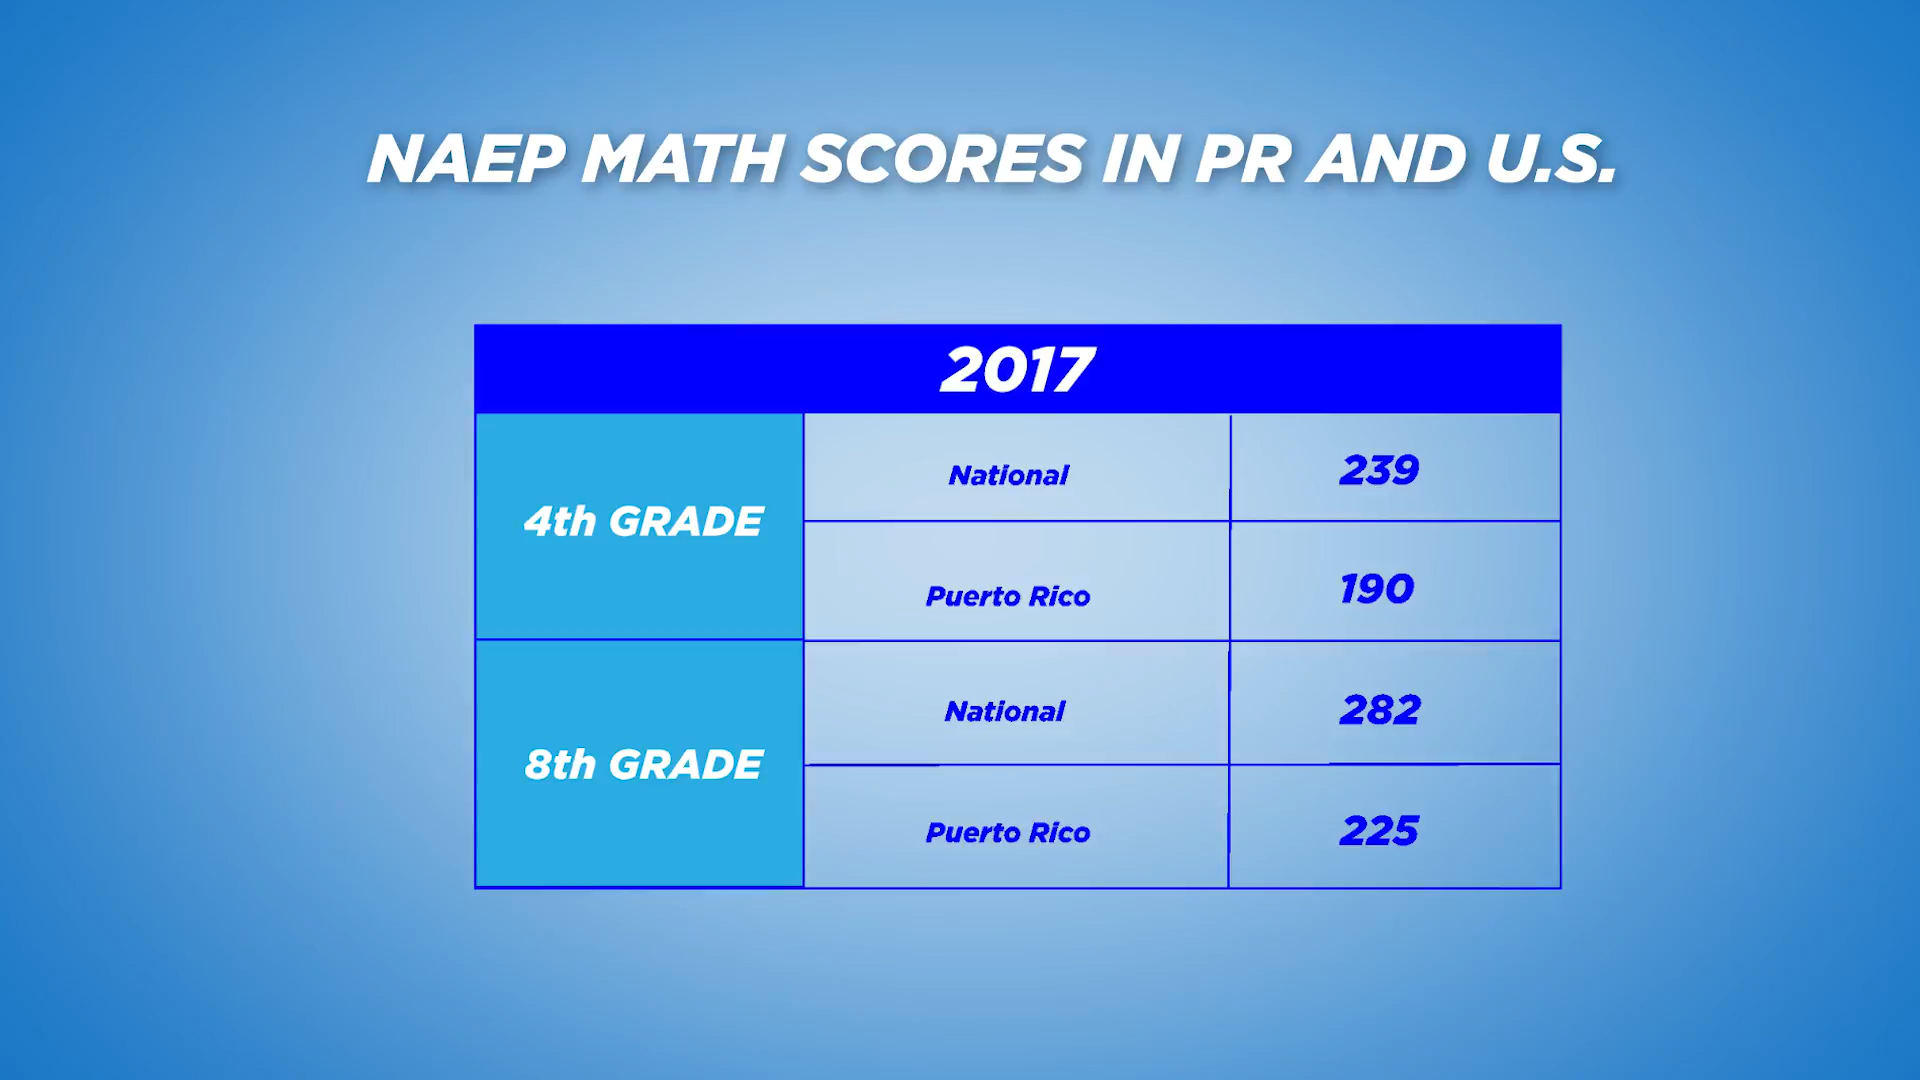 NAEP MATH SCORES IN PR AND U.S.
2017
4th GRADE
National
239
Puerto Rico
190
8th GRADE
National
282
Puerto Rico
225